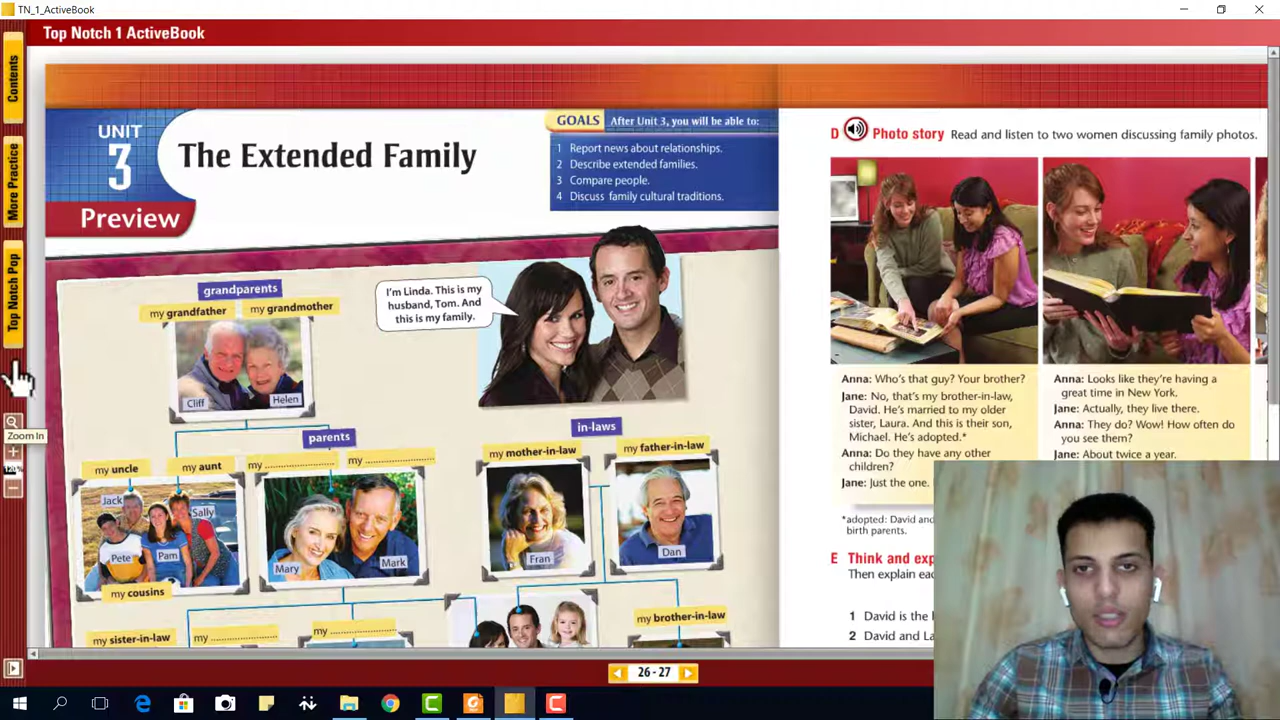 TN_1_ActiveBook
Top Notch 1 ActiveBook
Contents
More Practice
Top Notch Pop
Zoom In
UNIT
3
The Extended Family
Preview
GOALS After Unit 3, you will be able to:
1 Report news about relationships.
2 Describe extended families.
3 Compare people.
4 Discuss family cultural traditions.
grandparents
my grandfather
my grandmother
Cliff
Helen
I'm Linda. This is my
husband, Tom. And
this is my family.
parents
in-laws
my uncle
my aunt
my ....................
my ....................
my mother-in-law
my father-in-law
Jack
Sally
Pete
Pam
Mary
Mark
Fran
Dan
my cousins
my sister-in-law
my ....................
my ....................
my brother-in-law
D Photo story Read and listen to two women discussing family photos.
Anna: Who's that guy? Your brother?
Jane: No, that's my brother-in-law,
David. He's married to my older
sister, Laura. And this is their son,
Michael. He's adopted.*
Anna: Do they have any other
children?
Jane: Just the one.
Anna: Looks like they're having a
great time in New York.
Jane: Actually, they live there.
Anna: They do? Wow! How often do
you see them?
Jane: About twice a year.
*adopted: David and
birth parents.
E Think and exp
Then explain eac
1 David is the
2 David and La
26 - 27